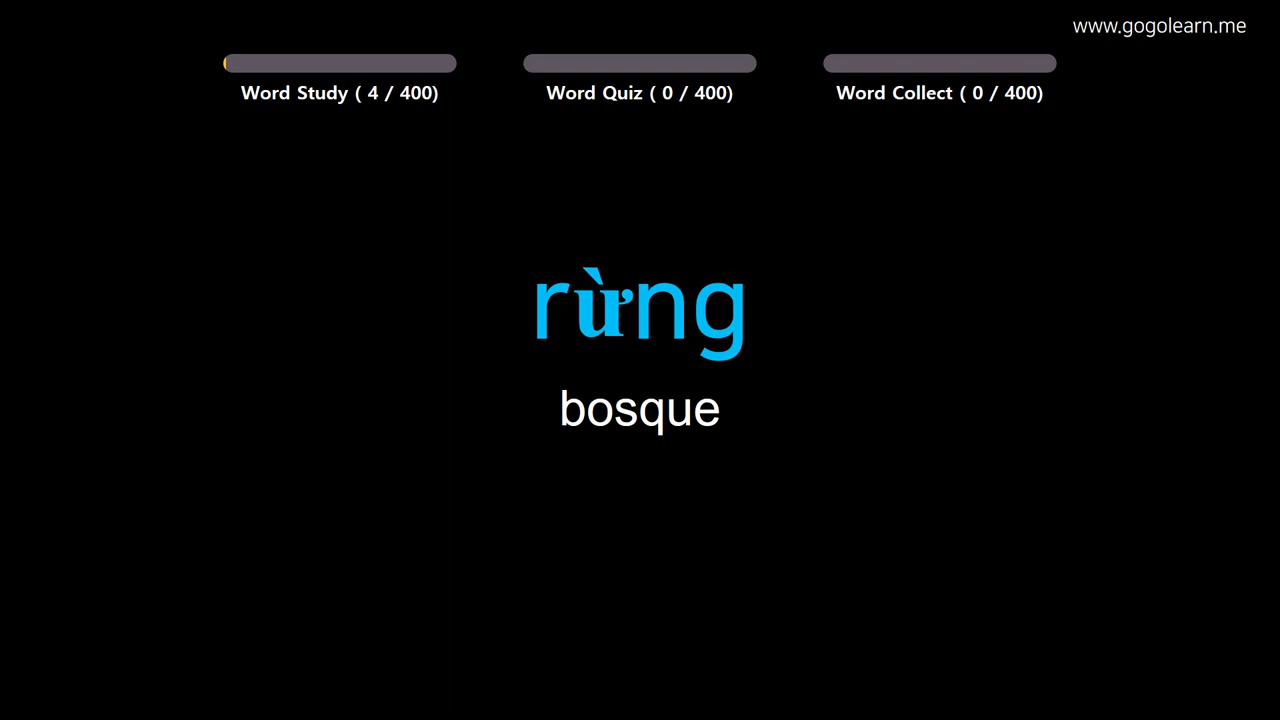 www.gogolearn.me
Word Study ( 4 / 400)
Word Quiz ( 0 / 400)
Word Collect ( 0 / 400)
rừng
bosque